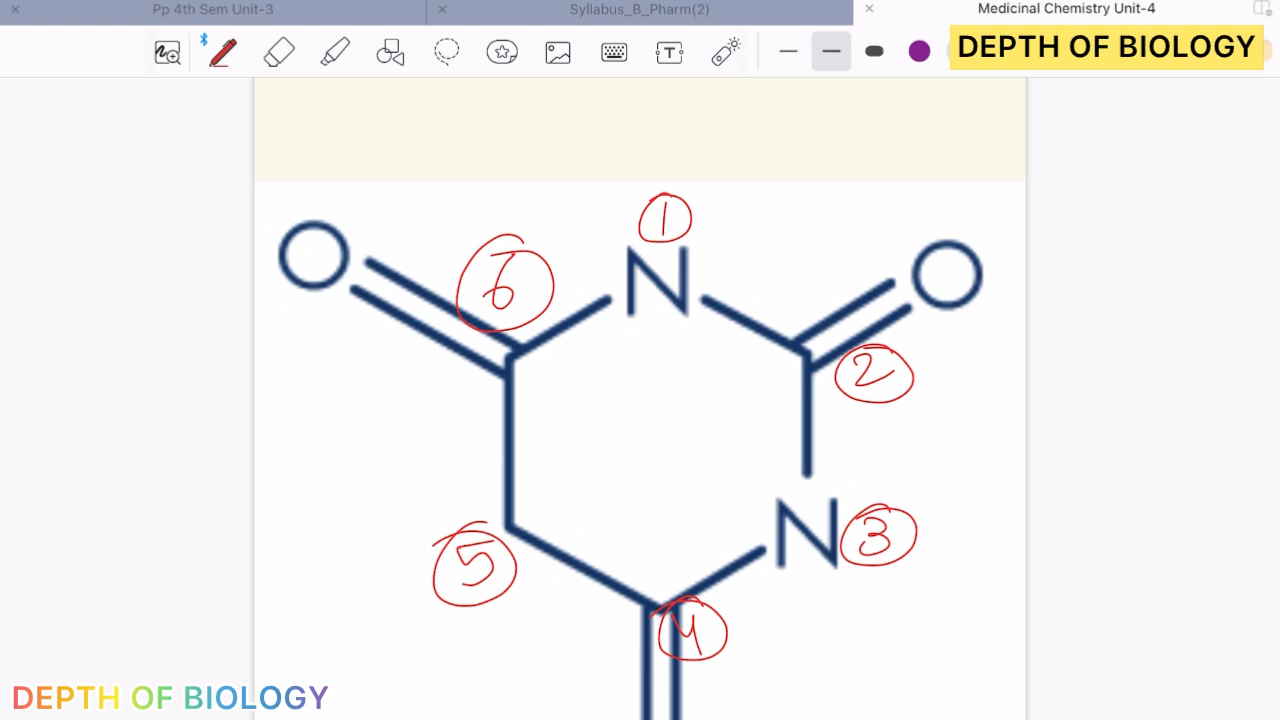 Pp 4th Sem Unit-3
Syllabus_B_Pharm(2)
Medicinal Chemistry Unit-4
T
DEPTH OF BIOLOGY
1
O
6
N
O
2
N
3
5
4
DEPTH OF BIOLOGY